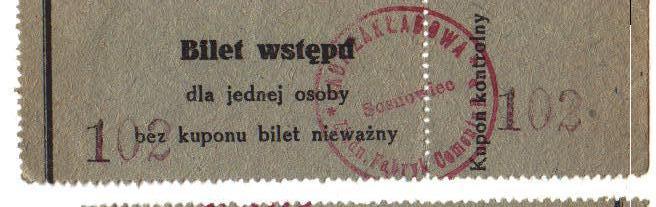 Bilet wstępu
dla jednej osoby
bez kuponu bilet nieważny
102
Sosnowiec
Kupon kontrolny
102